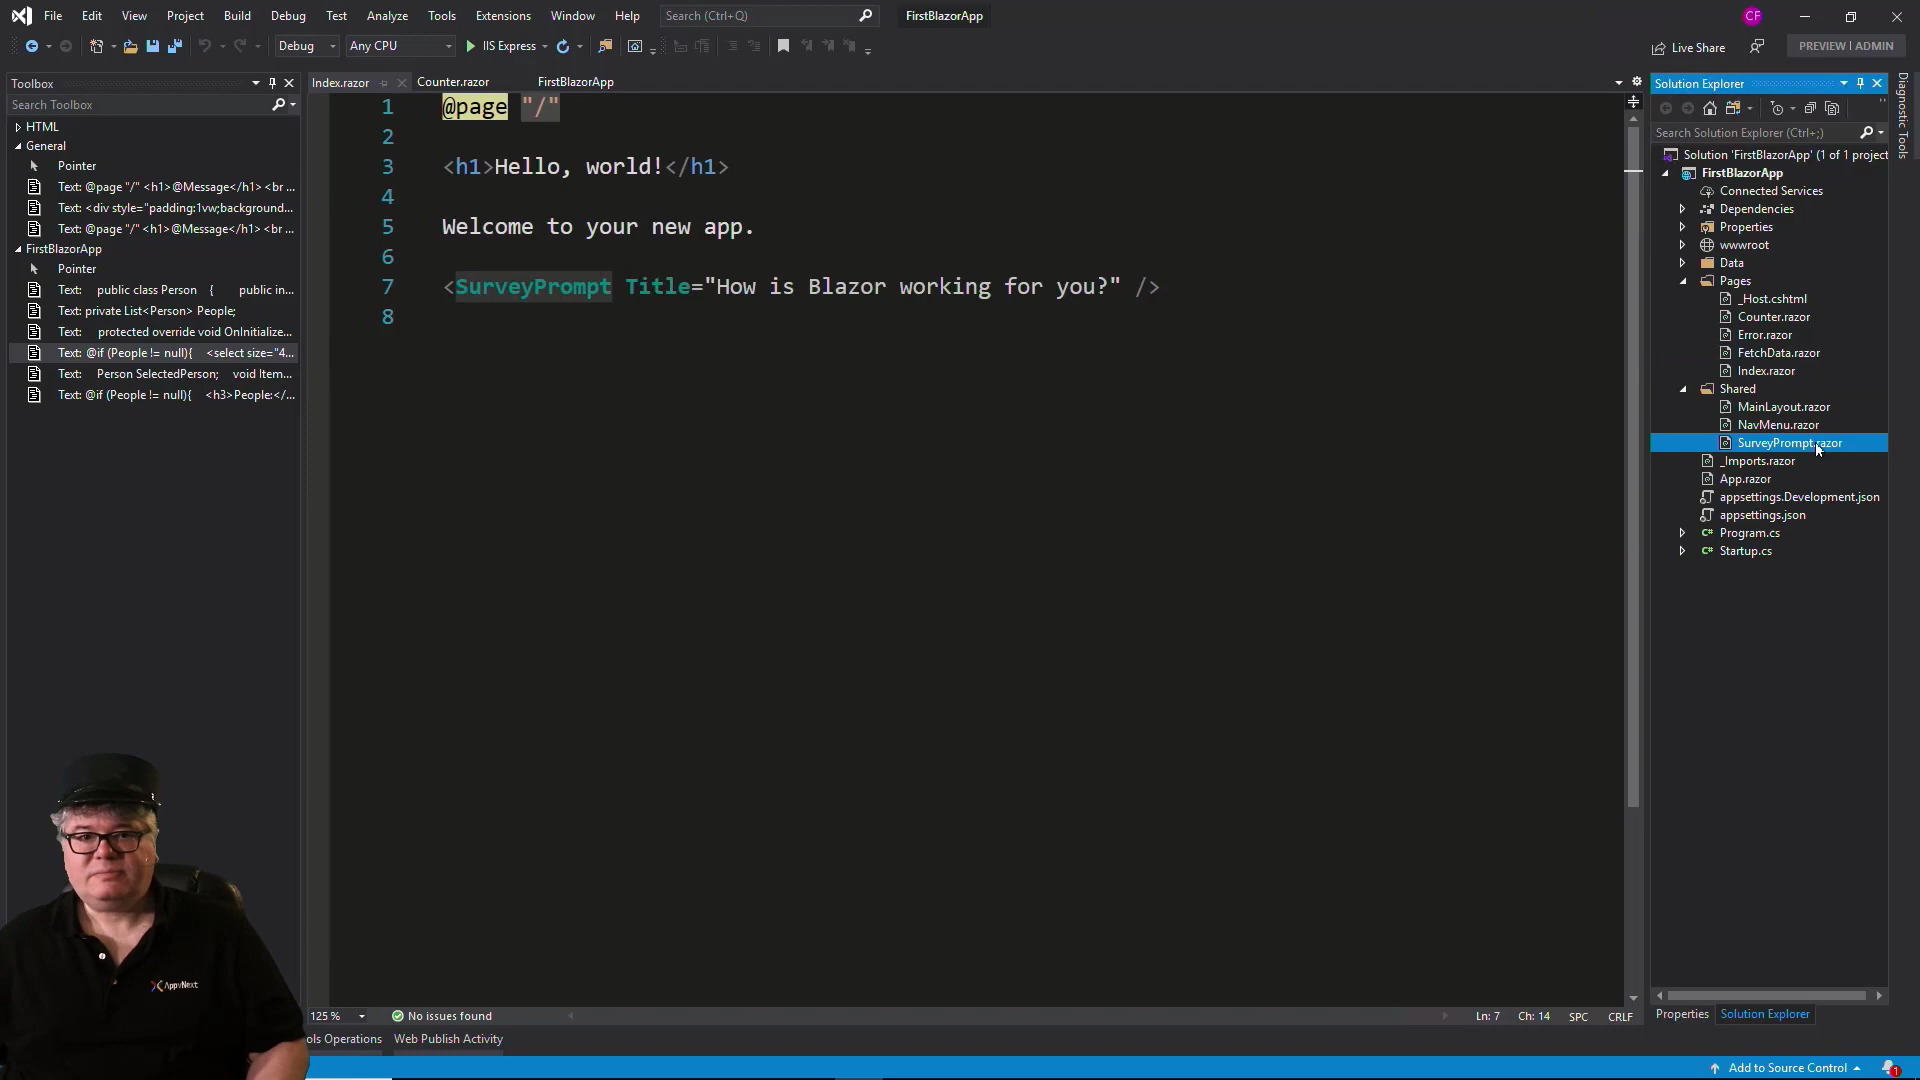 File Edit View Project Build Debug Test Analyze Tools Extensions Window Help Search (Ctrl+Q) FirstBlazorApp CF
Debug Any CPU IIS Express Live Share PREVIEW | ADMIN
Toolbox
Search Toolbox
HTML
General
Pointer
Text: @page "/" <h1>@Message</h1> <br ...
Text: <div style="padding:1vw;background...
Text: @page "/" <h1>@Message</h1> <br ...
FirstBlazorApp
Pointer
Text: public class Person { public in...
Text: private List<Person> People;
Text: protected override void OnInitialize...
Text: @if (People != null){ <select size="4...
Text: Person SelectedPerson; void Item...
Text: @if (People != null){ <h3>People:</...
Index.razor Counter.razor FirstBlazorApp
1 @page "/"
2
3 <h1>Hello, world!</h1>
4
5 Welcome to your new app.
6
7 <SurveyPrompt Title="How is Blazor working for you?" />
8
Solution Explorer
Search Solution Explorer (Ctrl+;)
Solution 'FirstBlazorApp' (1 of 1 project
FirstBlazorApp
Connected Services
Dependencies
Properties
wwwroot
Data
Pages
_Host.cshtml
Counter.razor
Error.razor
FetchData.razor
Index.razor
Shared
MainLayout.razor
NavMenu.razor
SurveyPrompt.razor
_Imports.razor
App.razor
appsettings.Development.json
appsettings.json
C# Program.cs
C# Startup.cs
Diagnostic Tools
AppvNext
125 % No issues found Ln: 7 Ch: 14 SPC CRLF
Properties Solution Explorer
ols Operations Web Publish Activity
Add to Source Control 1